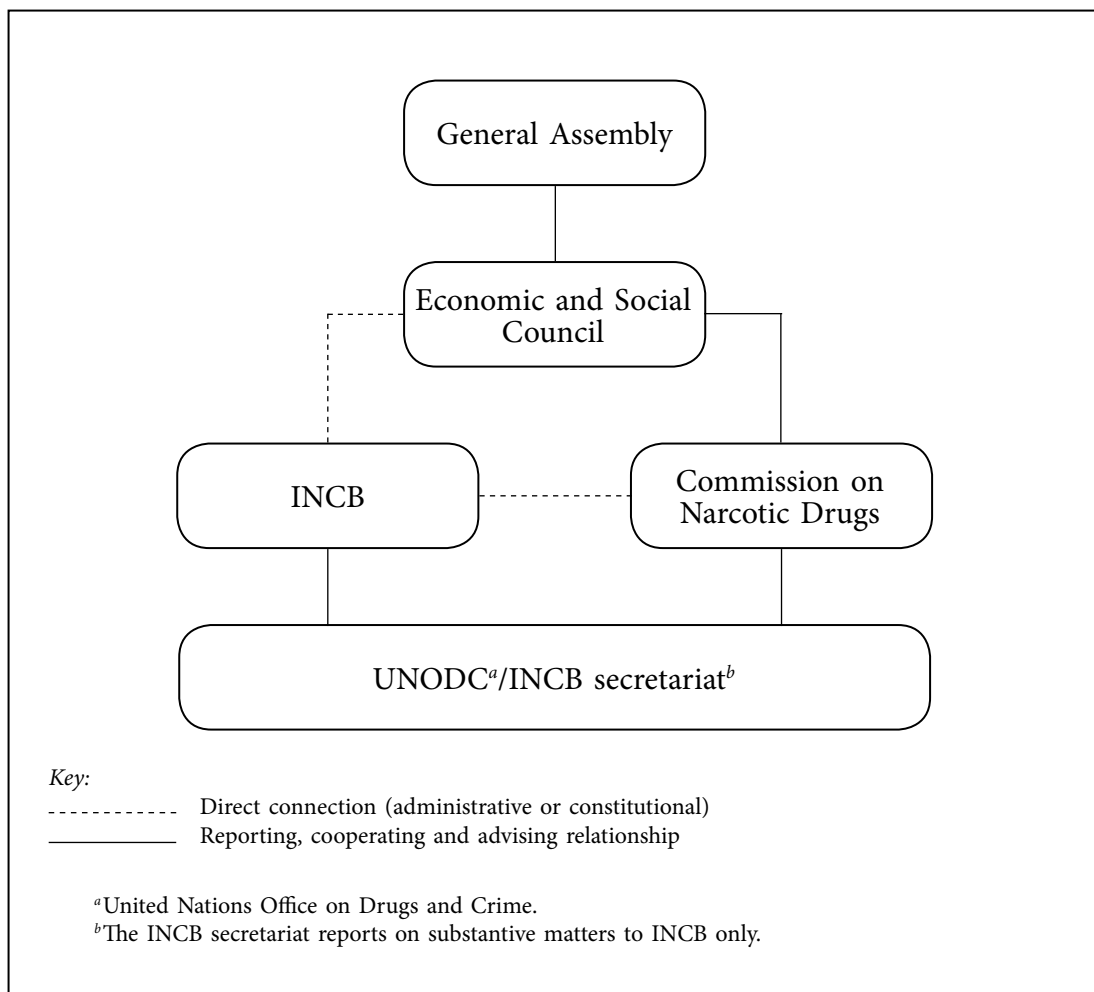 General Assembly
Economic and Social
Council
INCB
Commission on
Narcotic Drugs
UNODCa/INCB secretariatb
Key:
Direct connection (administrative or constitutional)
Reporting, cooperating and advising relationship
aUnited Nations Office on Drugs and Crime.
bThe INCB secretariat reports on substantive matters to INCB only.